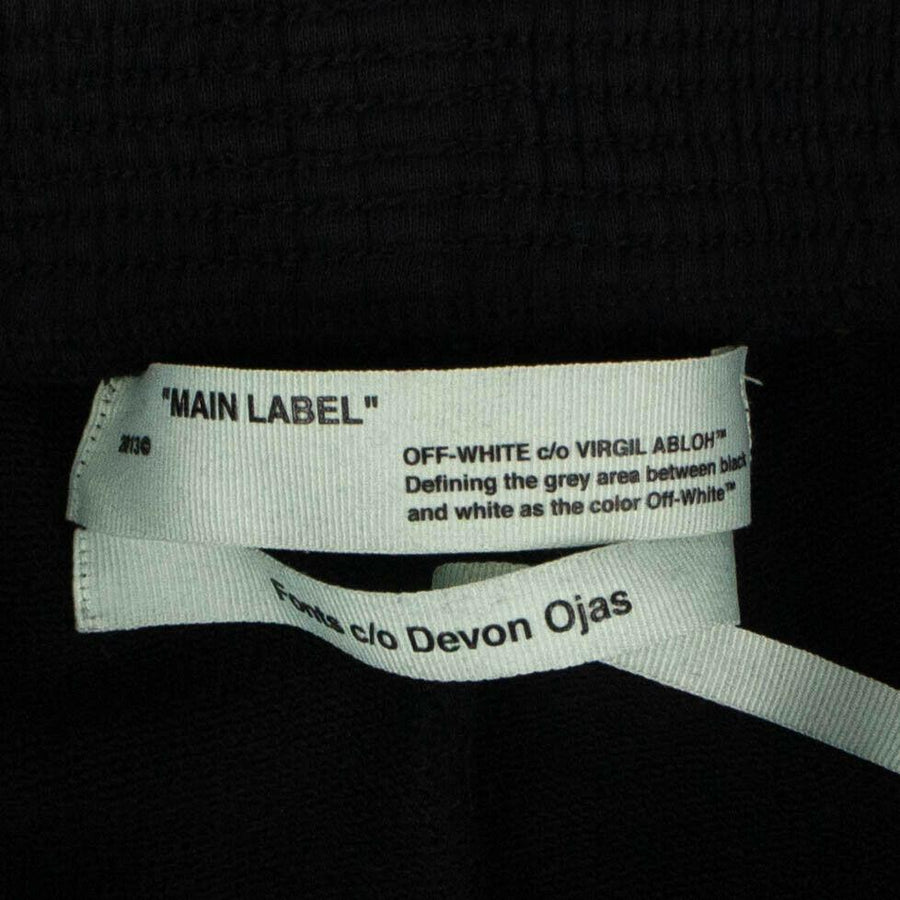 "MAIN LABEL"
2013©
OFF-WHITE c/o VIRGIL ABLOH™
Defining the grey area between black
and white as the color Off-White™
Fonts c/o Devon Ojas